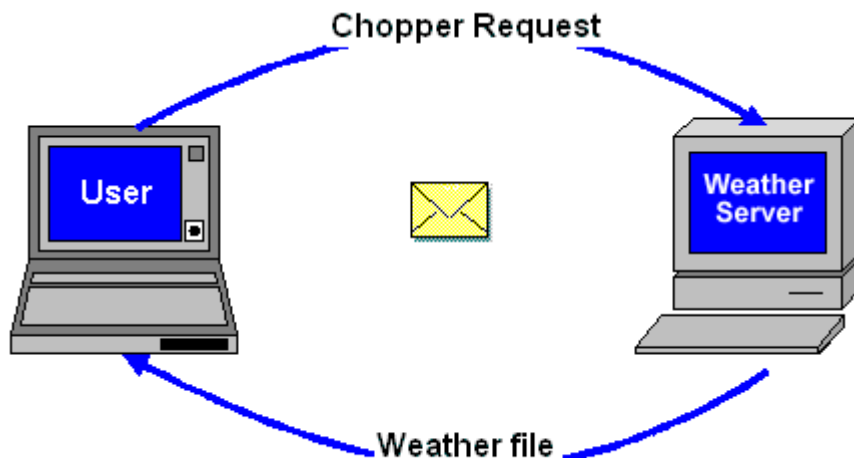 Chopper Request
User
Weather
Server
Weather file